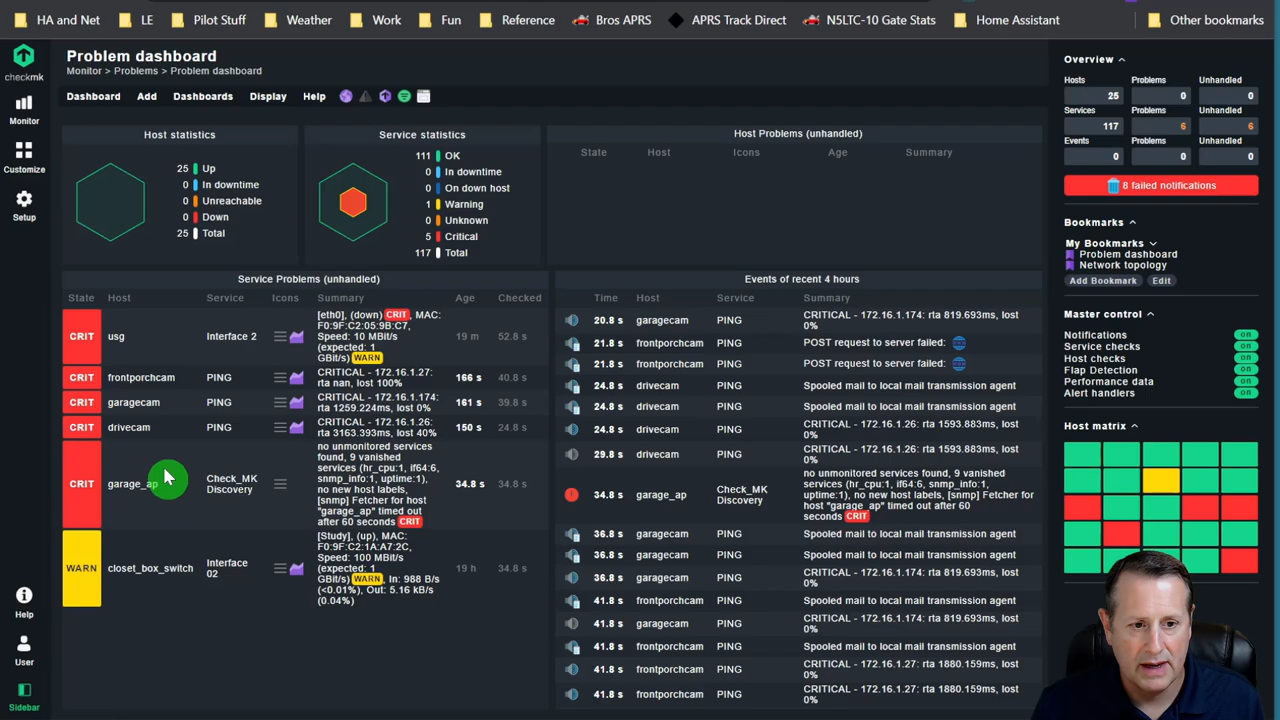 HA and Net
LE
Pilot Stuff
Weather
Work
Fun
Reference
Bros APRS
APRS Track Direct
N5LTC-10 Gate Stats
Home Assistant
Other bookmarks
checkmk
Monitor
Customize
Setup
Help
User
Sidebar
Problem dashboard
Monitor > Problems > Problem dashboard
Dashboard Add Dashboards Display Help
Host statistics
25 Up
0 In downtime
0 Unreachable
0 Down
25 Total
Service statistics
111 OK
0 In downtime
0 On down host
1 Warning
0 Unknown
5 Critical
117 Total
Host Problems (unhandled)
State Host Icons Age Summary
Service Problems (unhandled)
State Host Service Icons Summary Age Checked
CRIT usg Interface 2
[eth0], (down) CRIT, MAC:
F0:9F:C2:05:9B:C7,
Speed: 10 MBit/s
(expected: 1
GBit/s) WARN
19 m 52.8 s
CRIT frontporchcam PING
CRITICAL - 172.16.1.27:
rta nan, lost 100%
166 s 40.8 s
CRIT garagecam PING
CRITICAL - 172.16.1.174:
rta 1259.224ms, lost 0%
161 s 39.8 s
CRIT drivecam PING
CRITICAL - 172.16.1.26:
rta 3163.393ms, lost 40%
150 s 24.8 s
CRIT garage_ap
Check_MK
Discovery
no unmonitored services
found, 9 vanished
services (hr_cpu:1, if64:6,
snmp_info:1, uptime:1),
no new host labels,
[snmp] Fetcher for host
"garage_ap" timed out
after 60 seconds CRIT
34.8 s 34.8 s
WARN closet_box_switch
Interface
02
[Study], (up), MAC:
F0:9F:C2:1A:A7:2C,
Speed: 100 MBit/s
(expected: 1
GBit/s) WARN, In: 988 B/s
(<0.01%), Out: 5.16 kB/s
(0.04%)
19 h 34.8 s
Events of recent 4 hours
Time Host Service Summary
20.8 s garagecam PING CRITICAL - 172.16.1.174: rta 819.693ms, lost
0%
21.8 s frontporchcam PING POST request to server failed:
21.8 s frontporchcam PING POST request to server failed:
24.8 s drivecam PING Spooled mail to local mail transmission agent
24.8 s drivecam PING Spooled mail to local mail transmission agent
24.8 s drivecam PING CRITICAL - 172.16.1.26: rta 1593.883ms, lost
0%
29.8 s drivecam PING CRITICAL - 172.16.1.26: rta 1593.883ms, lost
0%
34.8 s garage_ap
Check_MK
Discovery
no unmonitored services found, 9 vanished
services (hr_cpu:1, if64:6, snmp_info:1,
uptime:1), no new host labels, [snmp] Fetcher for
host "garage_ap" timed out after 60
seconds CRIT
36.8 s garagecam PING Spooled mail to local mail transmission agent
36.8 s garagecam PING Spooled mail to local mail transmission agent
36.8 s garagecam PING CRITICAL - 172.16.1.174: rta 819.693ms, lost
0%
41.8 s frontporchcam PING Spooled mail to local mail transmission agent
41.8 s garagecam PING CRITICAL - 172.16.1.174: rta 819.693ms, lost
0%
41.8 s frontporchcam PING Spooled mail to local mail transmission agent
41.8 s frontporchcam PING CRITICAL - 172.16.1.27: rta 1880.159ms, lost
0%
41.8 s frontporchcam PING CRITICAL - 172.16.1.27: rta 1880.159ms, lost
0%
Overview
Hosts Problems Unhandled
25 0 0
Services Problems Unhandled
117 6 6
Events Problems Unhandled
0 0 0
8 failed notifications
Bookmarks
My Bookmarks
Problem dashboard
Network topology
Add Bookmark Edit
Master control
Notifications on
Service checks on
Host checks on
Flap Detection on
Performance data on
Alert handlers on
Host matrix